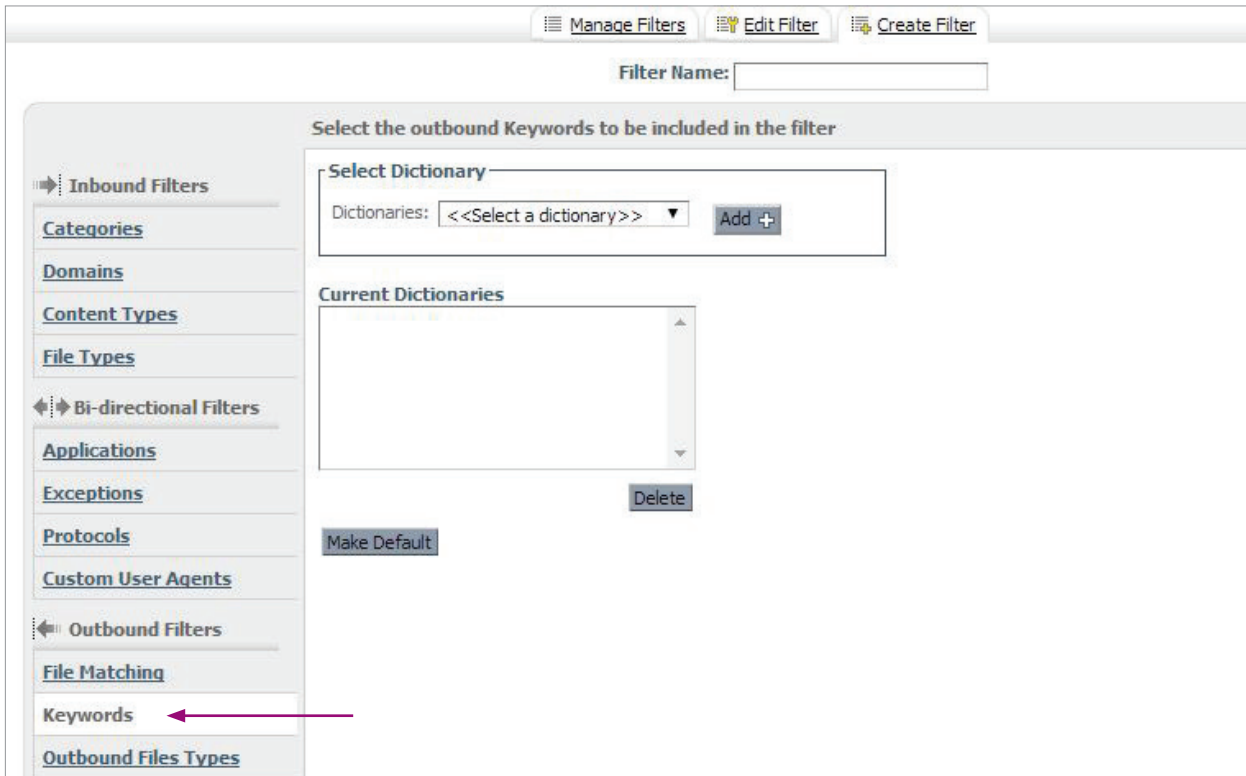 Manage Filters Edit Filter Create Filter
Filter Name:
Select the outbound Keywords to be included in the filter
Inbound Filters
Categories
Domains
Content Types
File Types
Bi-directional Filters
Applications
Exceptions
Protocols
Custom User Agents
Outbound Filters
File Matching
Keywords
Outbound Files Types
Select Dictionary
Dictionaries: <<Select a dictionary>> Add
Current Dictionaries
Delete
Make Default